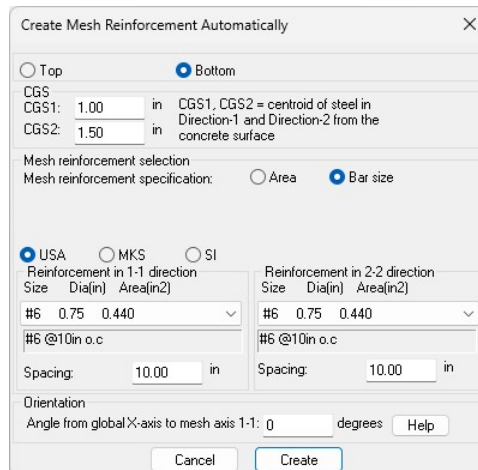 Create Mesh Reinforcement Automatically
Top Bottom
CGS
CGS1: 1.00 in CGS1, CGS2 = centroid of steel in
Direction-1 and Direction-2 from the
CGS2: 1.50 in concrete surface
Mesh reinforcement selection
Mesh reinforcement specification: Area Bar size
USA MKS SI
Reinforcement in 1-1 direction Reinforcement in 2-2 direction
Size Dia(in) Area(in2) Size Dia(in) Area(in2)
#6 0.75 0.440 #6 0.75 0.440
#6 @10in o.c #6 @10in o.c
Spacing: 10.00 in Spacing: 10.00 in
Orientation
Angle from global X-axis to mesh axis 1-1: 0 degrees Help
Cancel Create